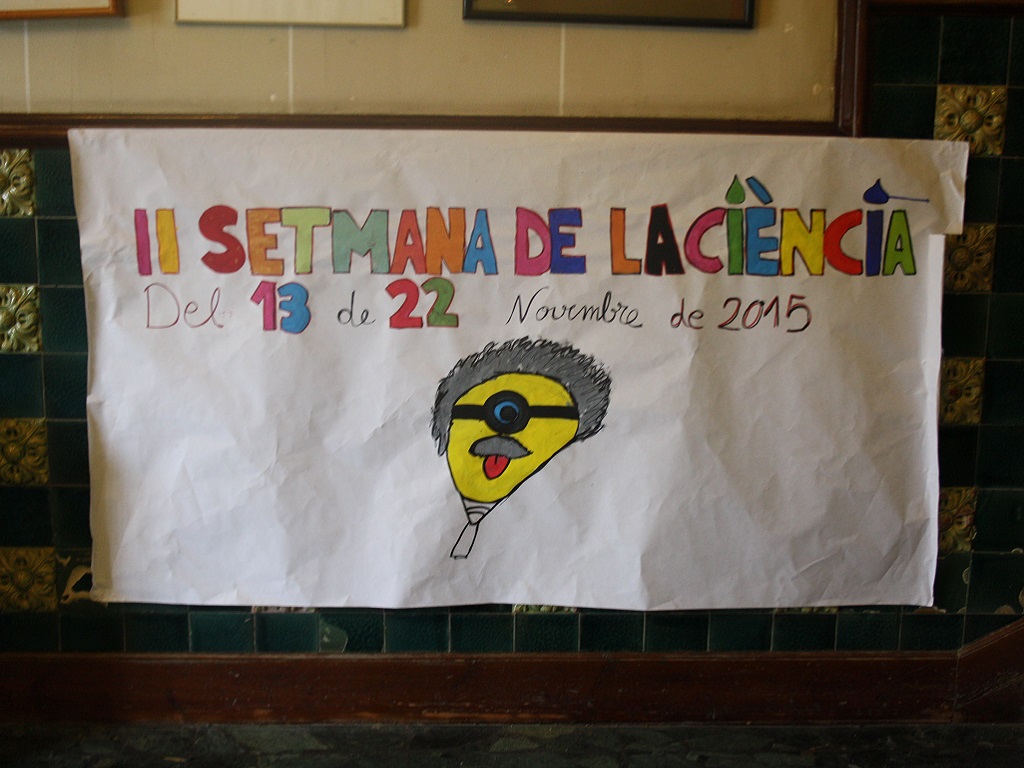 II SETMANA DE LA CIÈNCIA
Del 13 de 22 Novembre de 2015